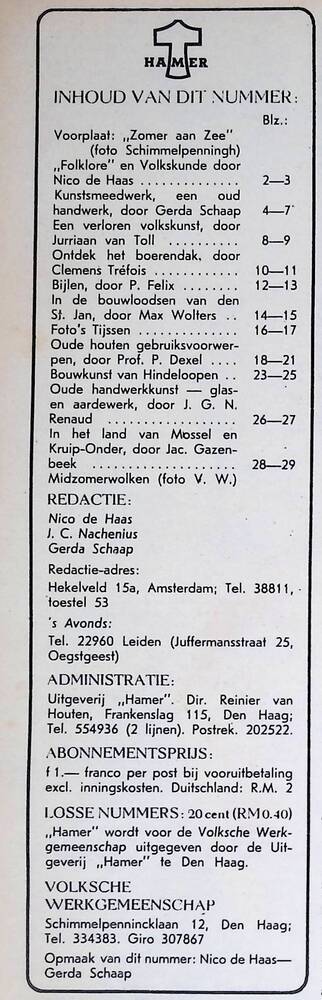 HAMER
INHOUD VAN DIT NUMMER:
Blz.:
Voorplaat: „Zomer aan Zee”
(foto Schimmelpenningh)
„Folklore” en Volkskunde door
Nico de Haas .............. 2—3
Kunstsmeedwerk, een oud
handwerk, door Gerda Schaap 4—7
Een verloren volkskunst, door
Jurriaan van Toll .......... 8—9
Ontdek het boerendak, door
Clemens Tréfois ............ 10—11
Bijlen, door P. Felix ........ 12—13
In de bouwloodsen van den
St. Jan, door Max Wolters .. 14—15
Foto's Tijssen ................ 16—17
Oude houten gebruiksvoorwer-
pen, door Prof. P. Dexel .... 18—21
Bouwkunst van Hindeloopen .. 23—25
Oude handwerkkunst — glas-
en aardewerk, door J. G. N.
Renaud .................. 26—27
In het land van Mossel en
Kruip-Onder, door Jac. Gazen-
beek .................... 28—29
Midzomerwolken (foto V. W.)
REDACTIE:
Nico de Haas
J. C. Nachenius
Gerda Schaap
Redactie-adres:
Hekelveld 15a, Amsterdam; Tel. 38811,
toestel 53
's Avonds:
Tel. 22960 Leiden (Juffermansstraat 25,
Oegstgeest)
ADMINISTRATIE:
Uitgeverij „Hamer”. Dir. Reinier van
Houten, Frankenslag 115, Den Haag;
Tel. 554936 (2 lijnen). Postrek. 202522.
ABONNEMENTSPRIJS:
f 1.— franco per post bij vooruitbetaling
excl. inningskosten. Duitschland: R.M. 2
LOSSE NUMMERS: 20 cent (RM 0.40)
„Hamer” wordt voor de Volksche Werk-
gemeenschap uitgegeven door de Uit-
geverij „Hamer” te Den Haag.
VOLKSCHE
WERKGEMEENSCHAP
Schimmelpennincklaan 12, Den Haag;
Tel. 334383. Giro 307867
Opmaak van dit nummer: Nico de Haas—
Gerda Schaap